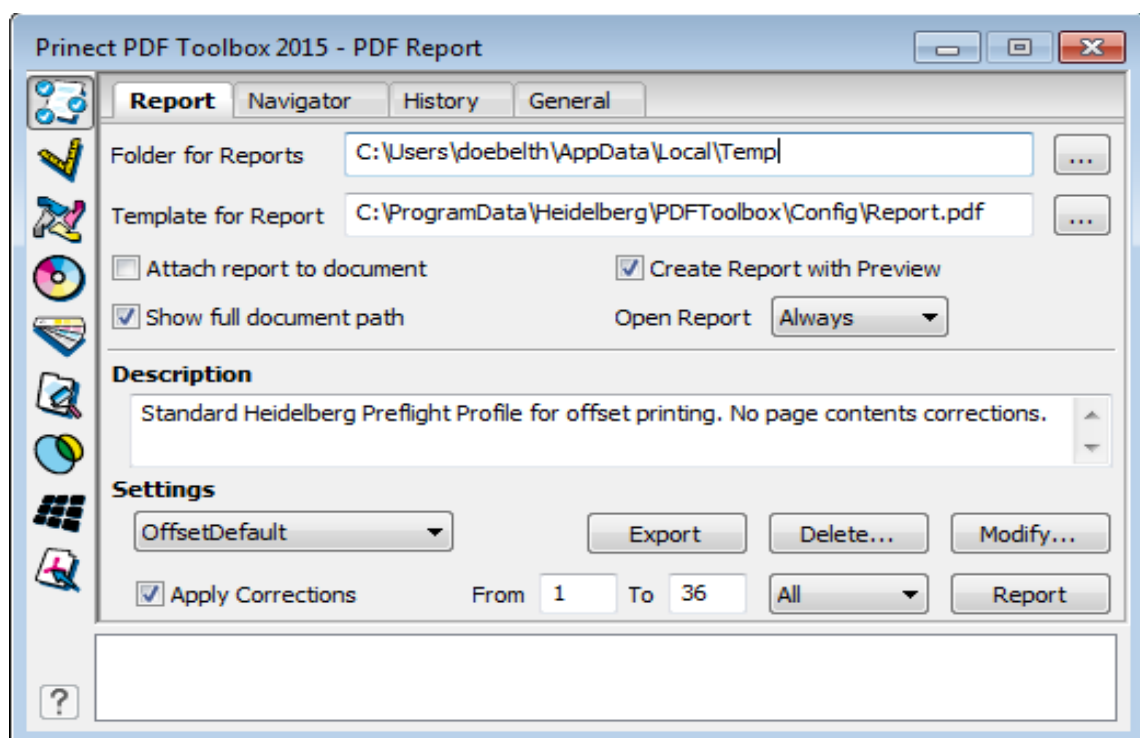 Prinect PDF Toolbox 2015 - PDF Report
Report Navigator History General
Folder for Reports C:\Users\doebelth\AppData\Local\Temp ...
Template for Report C:\ProgramData\Heidelberg\PDFToolbox\Config\Report.pdf ...
Attach report to document Create Report with Preview
Show full document path Open Report Always
Description
Standard Heidelberg Preflight Profile for offset printing. No page contents corrections.
Settings
OffsetDefault Export Delete... Modify...
Apply Corrections From 1 To 36 All Report
?